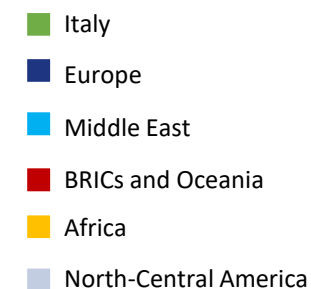 Italy
Europe
Middle East
BRICs and Oceania
Africa
North-Central America